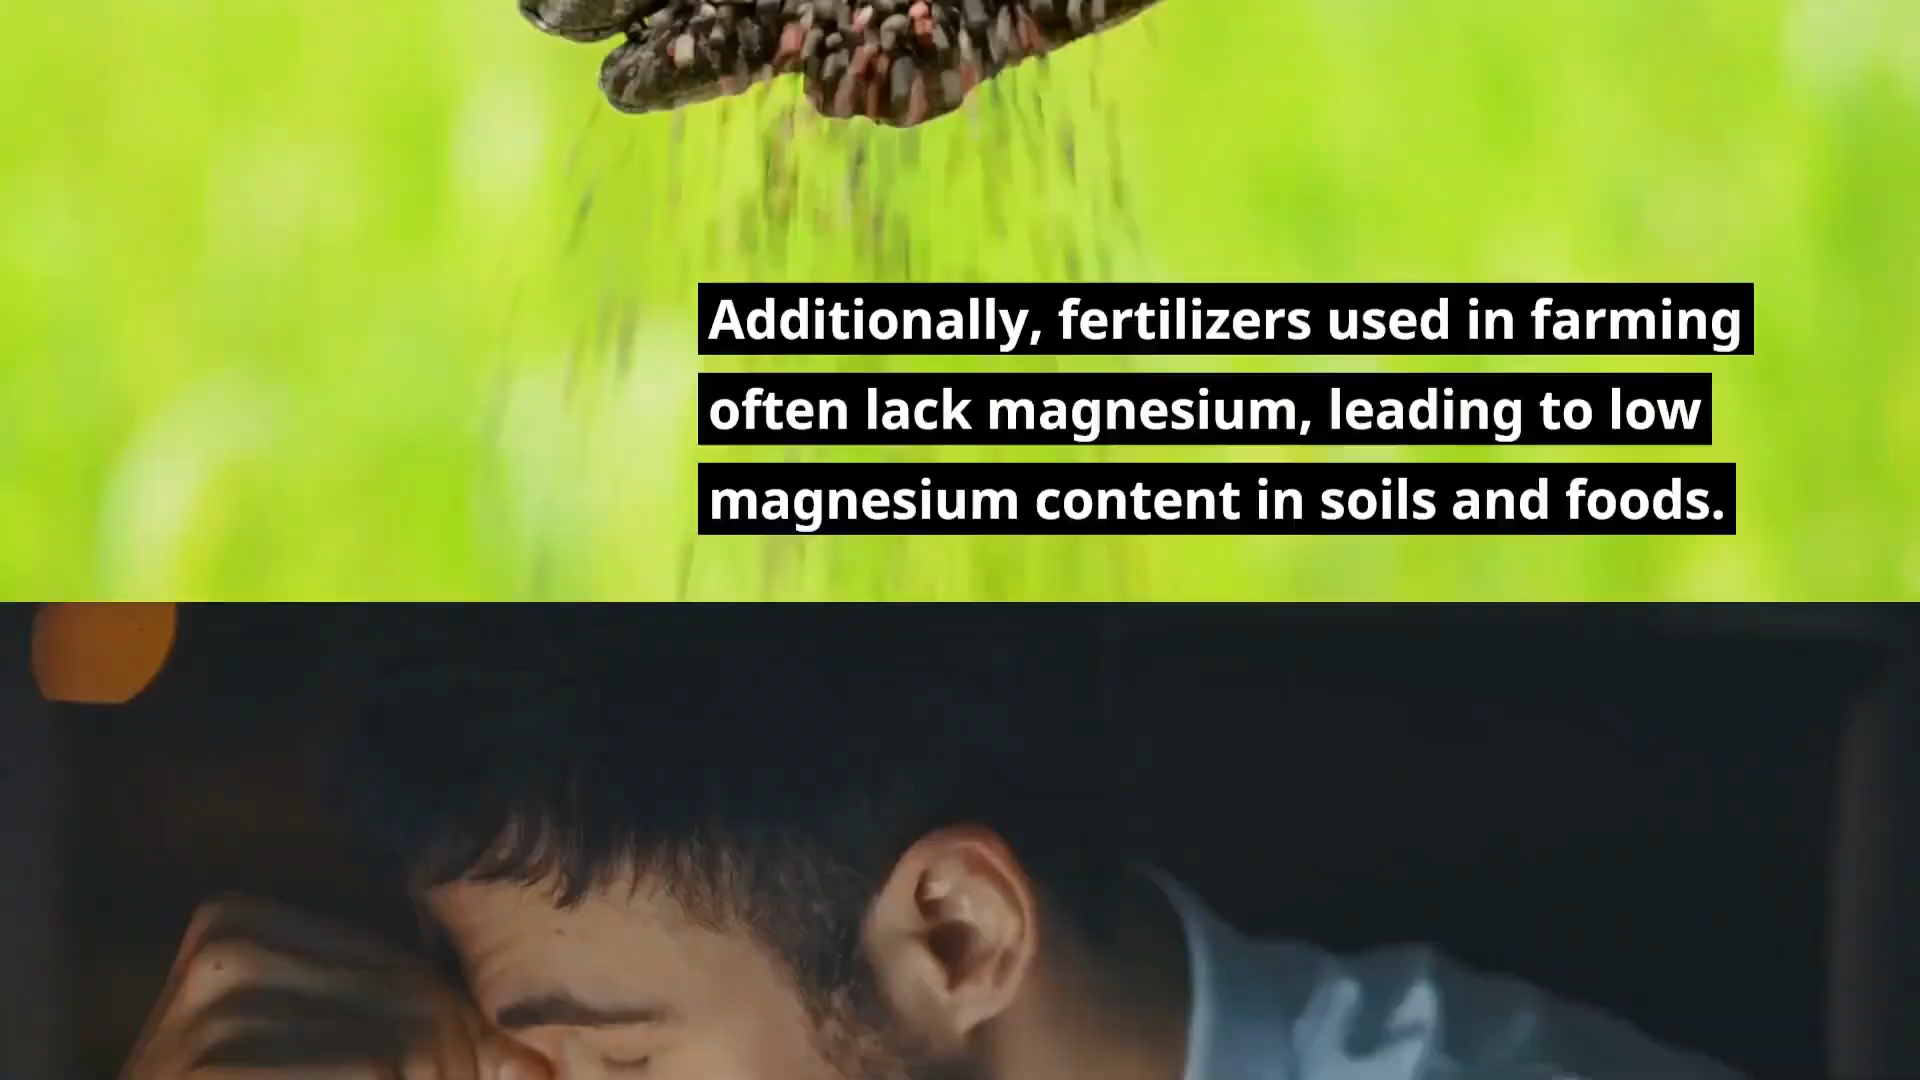 Additionally, fertilizers used in farming
often lack magnesium, leading to low
magnesium content in soils and foods.